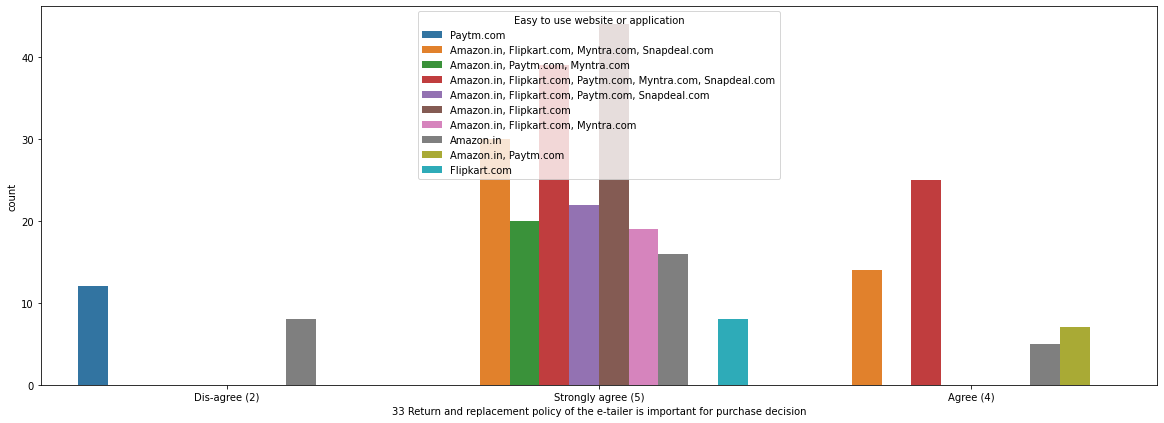 Easy to use website or application
Paytm.com
Amazon.in, Flipkart.com, Myntra.com, Snapdeal.com
Amazon.in, Paytm.com, Myntra.com
Amazon.in, Flipkart.com, Paytm.com, Myntra.com, Snapdeal.com
Amazon.in, Flipkart.com, Paytm.com, Snapdeal.com
Amazon.in, Flipkart.com
Amazon.in, Flipkart.com, Myntra.com
Amazon.in
Amazon.in, Paytm.com
Flipkart.com
count
40
30
20
10
0
Dis-agree (2)
Strongly agree (5)
Agree (4)
33 Return and replacement policy of the e-tailer is important for purchase decision